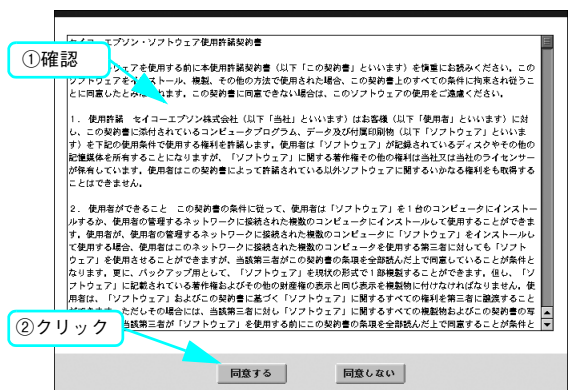 セイコーエプソン・ソフトウェア使用許諾契約書
①確認
ウェアを使用する前に本使用許諾契約書（以下「この契約書」といいます）を慎重にお読みください。この
ソフトウェアをインストール、複製、その他の方法で使用された場合、この契約書上のすべての条件に拘束され従うこ
とに同意したとみなされます。この契約書に同意できない場合は、このソフトウェアの使用をご遠慮ください。
1．使用許諾　セイコーエプソン株式会社（以下「当社」といいます）はお客様（以下「使用者」といいます）に対
し、この契約書に添付されているコンピュータプログラム、データ及び付属印刷物（以下「ソフトウェア」といいま
す）を下記の使用条件で使用する権利を許諾します。使用者は「ソフトウェア」が記録されているディスクやその他の
記憶媒体を所有することになりますが、「ソフトウェア」に関する著作権その他の権利は当社又は当社のライセンサー
が保有しています。使用者はこの契約書によって許諾されている以外ソフトウェアに関するいかなる権利をも取得する
ことはできません。
2．使用者ができること　この契約書の条件に従って、使用者は「ソフトウェア」を1台のコンピュータにインストー
ルするか、使用者の管理するネットワークに接続された複数のコンピュータにインストールして使用することができま
す。使用者が、使用者の管理するネットワークに接続された複数のコンピュータに「ソフトウェア」をインストールし
て使用する場合、使用者はこのネットワークに接続された複数のコンピュータを使用する第三者に対しても「ソフト
ウェア」を使用させることができますが、当該第三者がこの契約書の条項を全部読んだ上で同意していることが条件と
なります。更に、バックアップ用として、「ソフトウェア」を現状の形式で1部複製することができます。但し、「ソ
フトウェア」に記載されている著作権およびその他の財産権の表示と同じ表示を複製物に付けなければなりません。使
用者は、「ソフトウェア」およびこの契約書に基づく「ソフトウェア」に関するすべての権利を第三者に譲渡すること
ができます。ただしその場合には、当該第三者に対し「ソフトウェア」に関するすべての複製物およびこの契約書の写
②クリック
当該第三者が「ソフトウェア」を使用する前にこの契約書の条項を全部読んだ上で同意することが条件と
同意する
同意しない